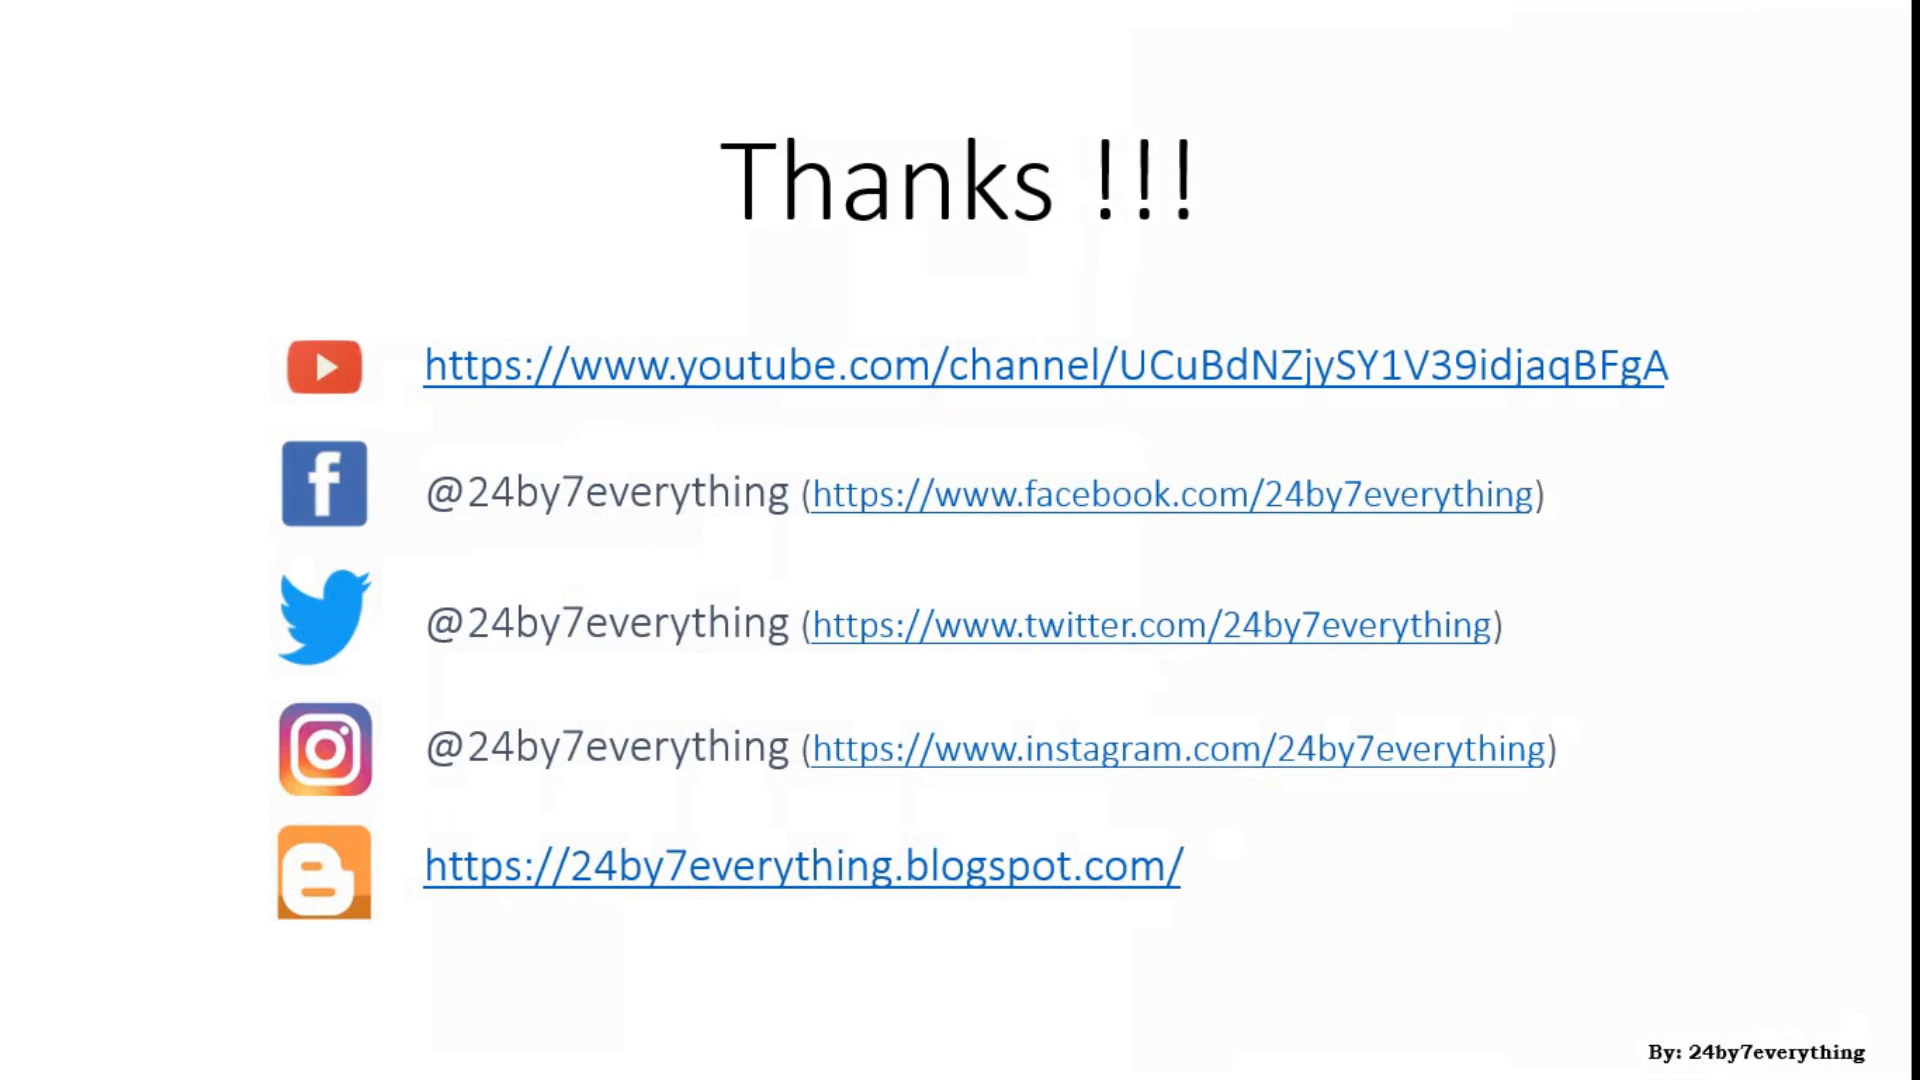 Thanks !!!
https://www.youtube.com/channel/UCuBdNZjySY1V39idjaqBFgA
@24by7everything (https://www.facebook.com/24by7everything)
@24by7everything (https://www.twitter.com/24by7everything)
@24by7everything (https://www.instagram.com/24by7everything)
https://24by7everything.blogspot.com/
By: 24by7everything